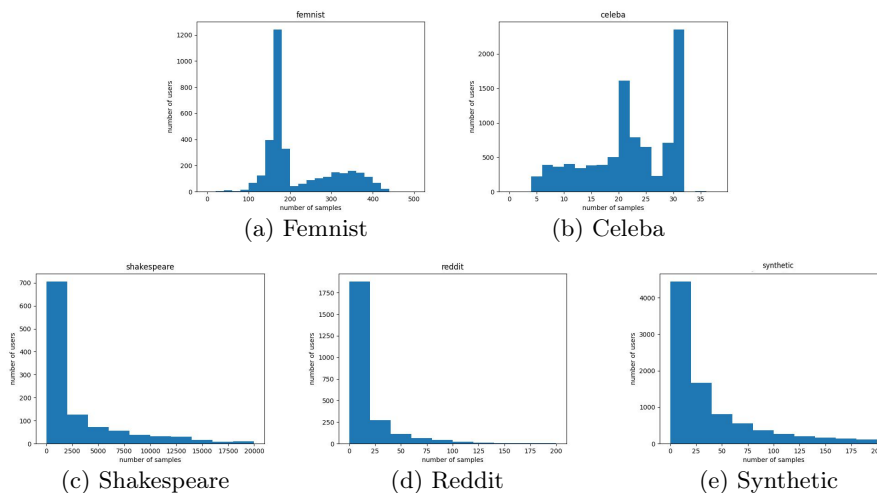 femnist
number of users
1200
1000
800
600
400
200
0
0 100 200 300 400 500
number of samples
(a) Femnist
celeba
number of users
2000
1500
1000
500
0
0 5 10 15 20 25 30 35
number of samples
(b) Celeba
shakespeare
number of users
700
600
500
400
300
200
100
0
0 2500 5000 7500 10000 12500 15000 17500 20000
number of samples
(c) Shakespeare
reddit
number of users
1750
1500
1250
1000
750
500
250
0
0 25 50 75 100 125 150 175 200
number of samples
(d) Reddit
synthetic
number of users
4000
3000
2000
1000
0
0 25 50 75 100 125 150 175 20
number of samples
(e) Synthetic